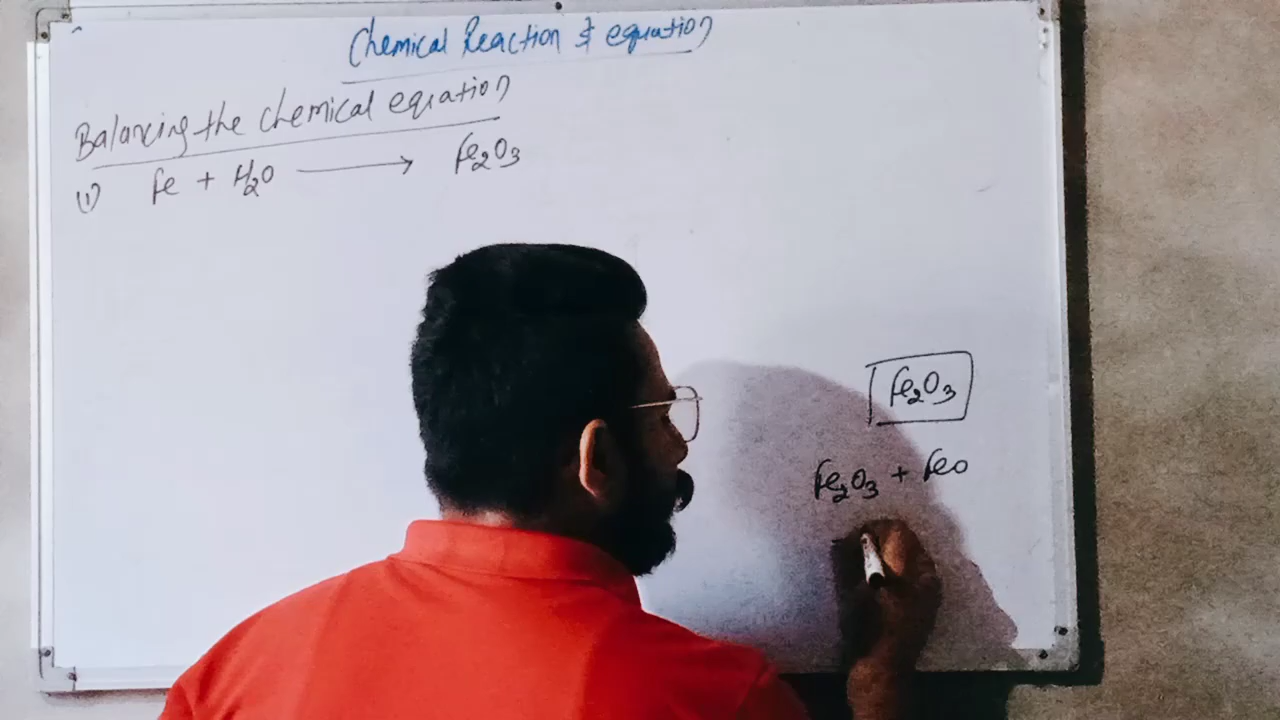 Chemical Reaction & equation
Balancing the chemical equation
(1) Fe + H2O ⟶ Fe2O3
Fe2O3
Fe2O3 + Feo